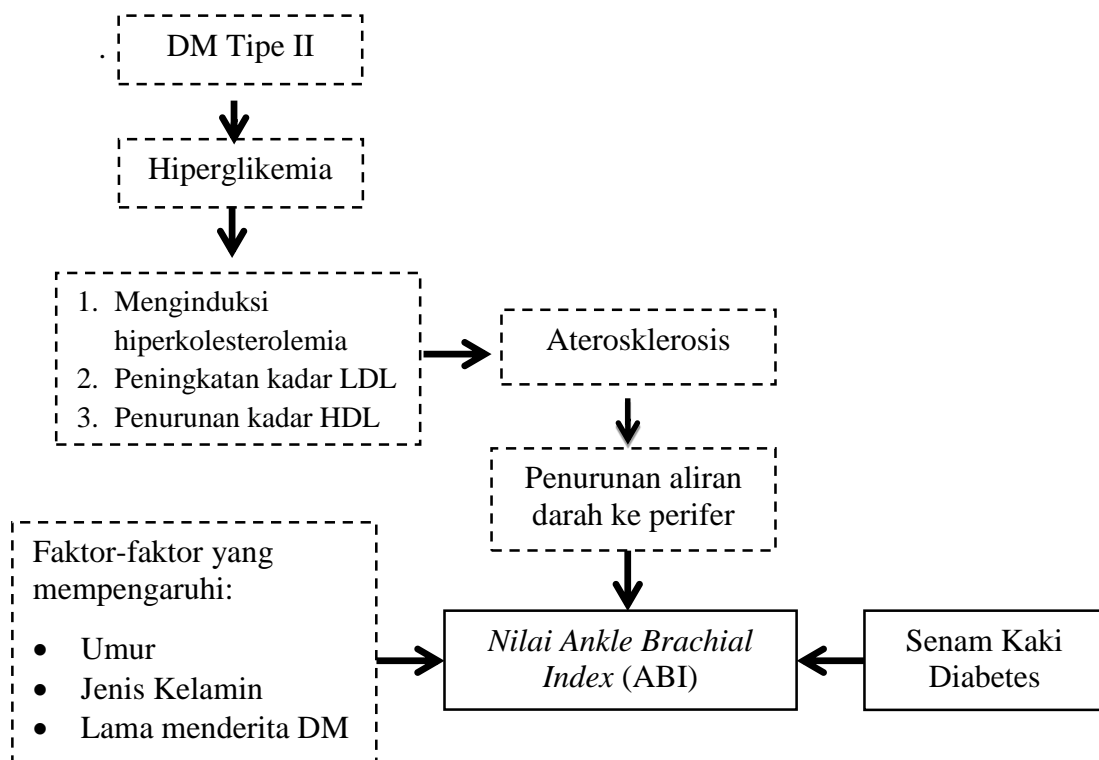 . DM Tipe II
Hiperglikemia
1. Menginduksi
hiperkolesterolemia
2. Peningkatan kadar LDL
3. Penurunan kadar HDL
Aterosklerosis
Penurunan aliran
darah ke perifer
Faktor-faktor yang
mempengaruhi:
• Umur
• Jenis Kelamin
• Lama menderita DM
Nilai Ankle Brachial
Index (ABI)
Senam Kaki
Diabetes